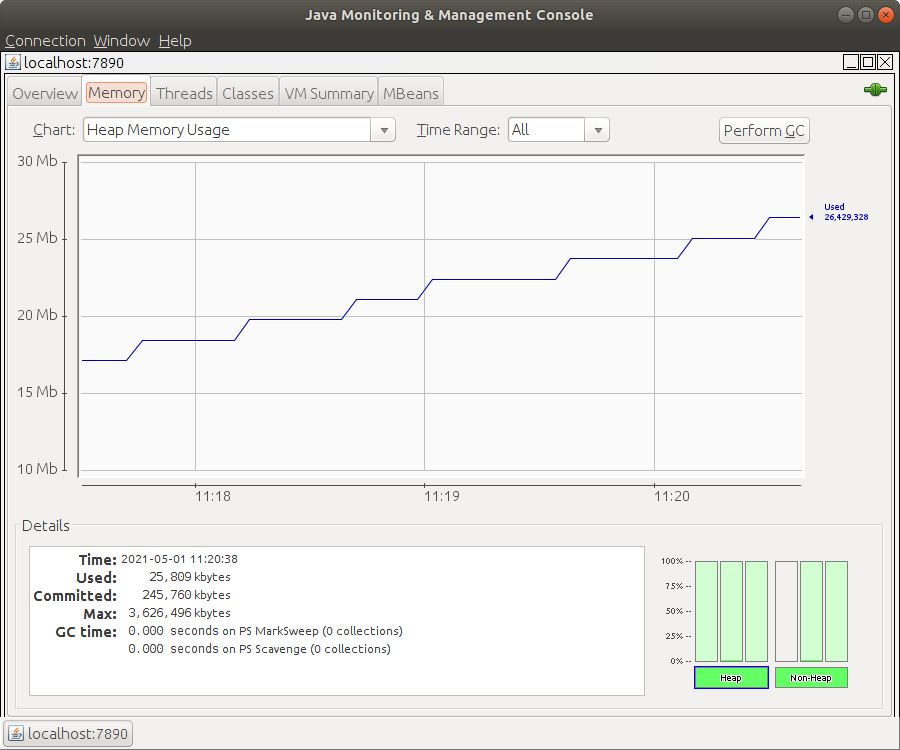 Java Monitoring & Management Console
Connection Window Help
localhost:7890
Overview Memory Threads Classes VM Summary MBeans
Chart: Heap Memory Usage Time Range: All Perform GC
30 Mb
Used
26,429,328
25 Mb
20 Mb
15 Mb
10 Mb
11:18 11:19 11:20
Details
Time: 2021-05-01 11:20:38
Used: 25,809 kbytes
Committed: 245,760 kbytes
Max: 3,626,496 kbytes
GC time: 0.000 seconds on PS MarkSweep (0 collections)
0.000 seconds on PS Scavenge (0 collections)
100% --
75% --
50% --
25% --
0% --
Heap Non-Heap
localhost:7890